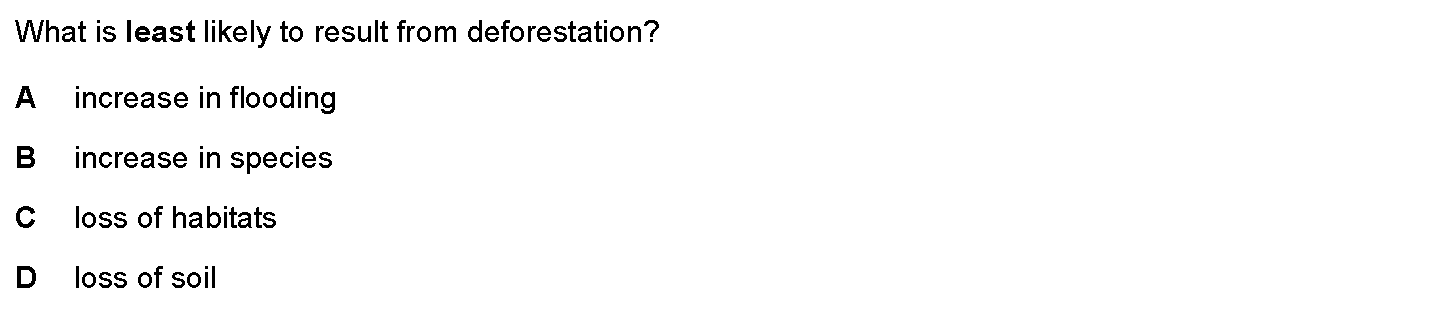 What is least likely to result from deforestation?
A increase in flooding
B increase in species
C loss of habitats
D loss of soil